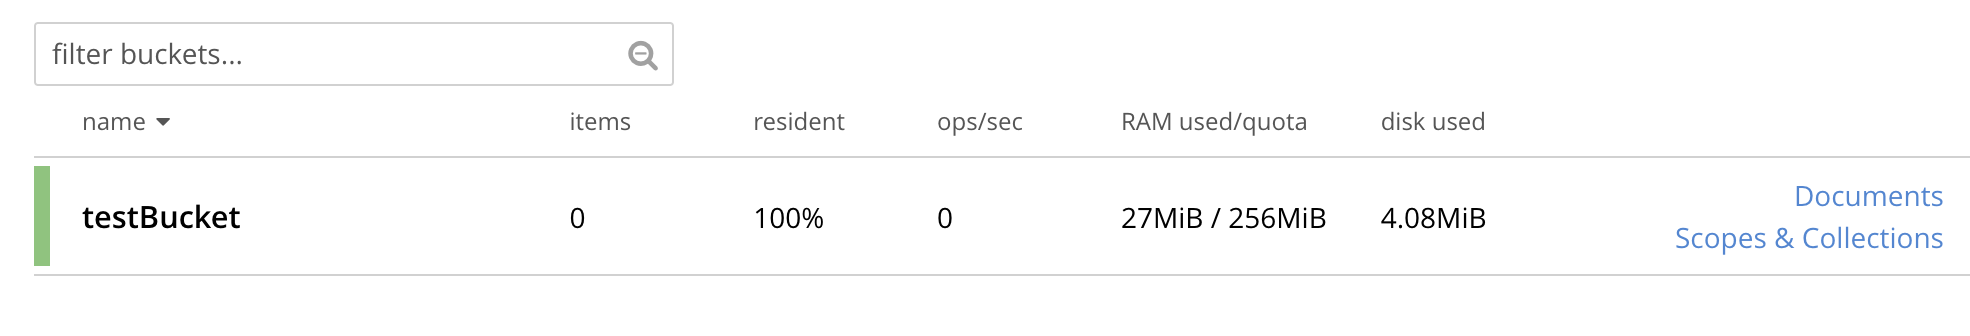 filter buckets...
name items resident ops/sec RAM used/quota disk used
testBucket 0 100% 0 27MiB / 256MiB 4.08MiB Documents
Scopes & Collections